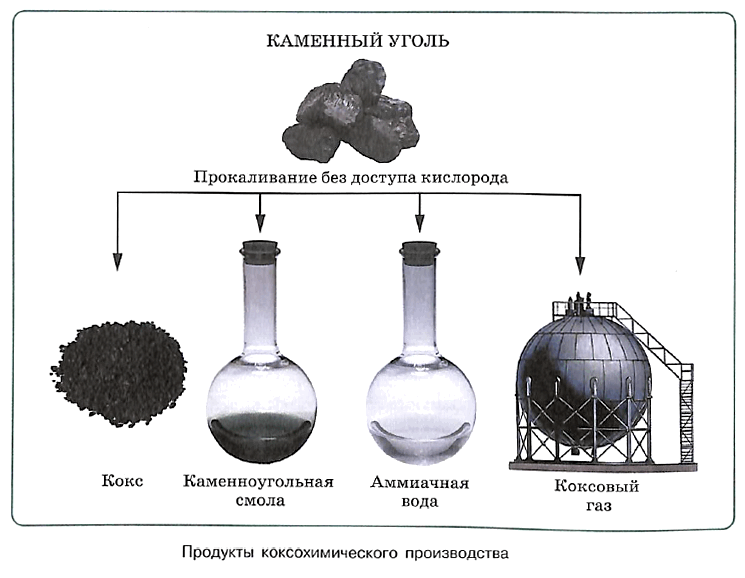 КАМЕННЫЙ УГОЛЬ
Прокаливание без доступа кислорода
Кокс
Каменноугольная
смола
Аммиачная
вода
Коксовый
газ
Продукты коксохимического производства